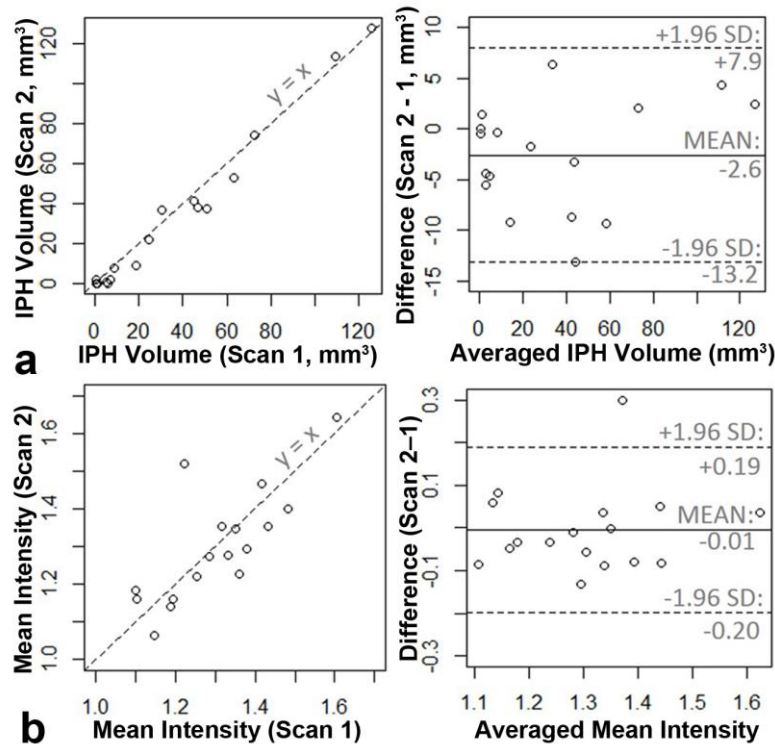 IPH Volume (Scan 2, mm³)
120
80
60
40
20
0
y = x
0
20
40
60
80
120
IPH Volume (Scan 1, mm³)
a
Difference (Scan 2 - 1, mm³)
10
5
0
-5
-10
-15
+1.96 SD:
+7.9
MEAN:
-2.6
-1.96 SD:
-13.2
0
20
40
60
80
120
Averaged IPH Volume (mm³)
Mean Intensity (Scan 2)
1.6
1.4
1.2
1.0
y = x
1.0
1.2
1.4
1.6
Mean Intensity (Scan 1)
b
Difference (Scan 2–1)
0.3
0.1
-0.1
-0.3
+1.96 SD:
+0.19
MEAN:
-0.01
-1.96 SD:
-0.20
1.1
1.2
1.3
1.4
1.5
1.6
Averaged Mean Intensity